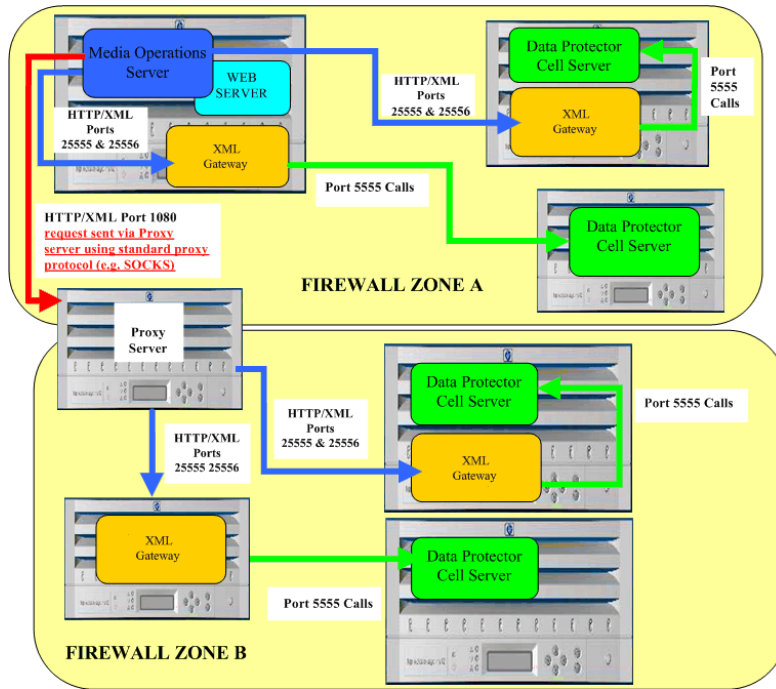 Media Operations
Server
WEB
SERVER
HTTP/XML
Ports
25555 & 25556
XML
Gateway
HTTP/XML
Ports
25555 & 25556
Data Protector
Cell Server
XML
Gateway
Port
5555
Calls
Port 5555 Calls
Data Protector
Cell Server
HTTP/XML Port 1080
request sent via Proxy
server using standard proxy
protocol (e.g. SOCKS)
FIREWALL ZONE A
Proxy
Server
HTTP/XML
Ports
25555 & 25556
Data Protector
Cell Server
XML
Gateway
Port 5555 Calls
HTTP/XML
Ports
25555 25556
XML
Gateway
Port 5555 Calls
Data Protector
Cell Server
FIREWALL ZONE B